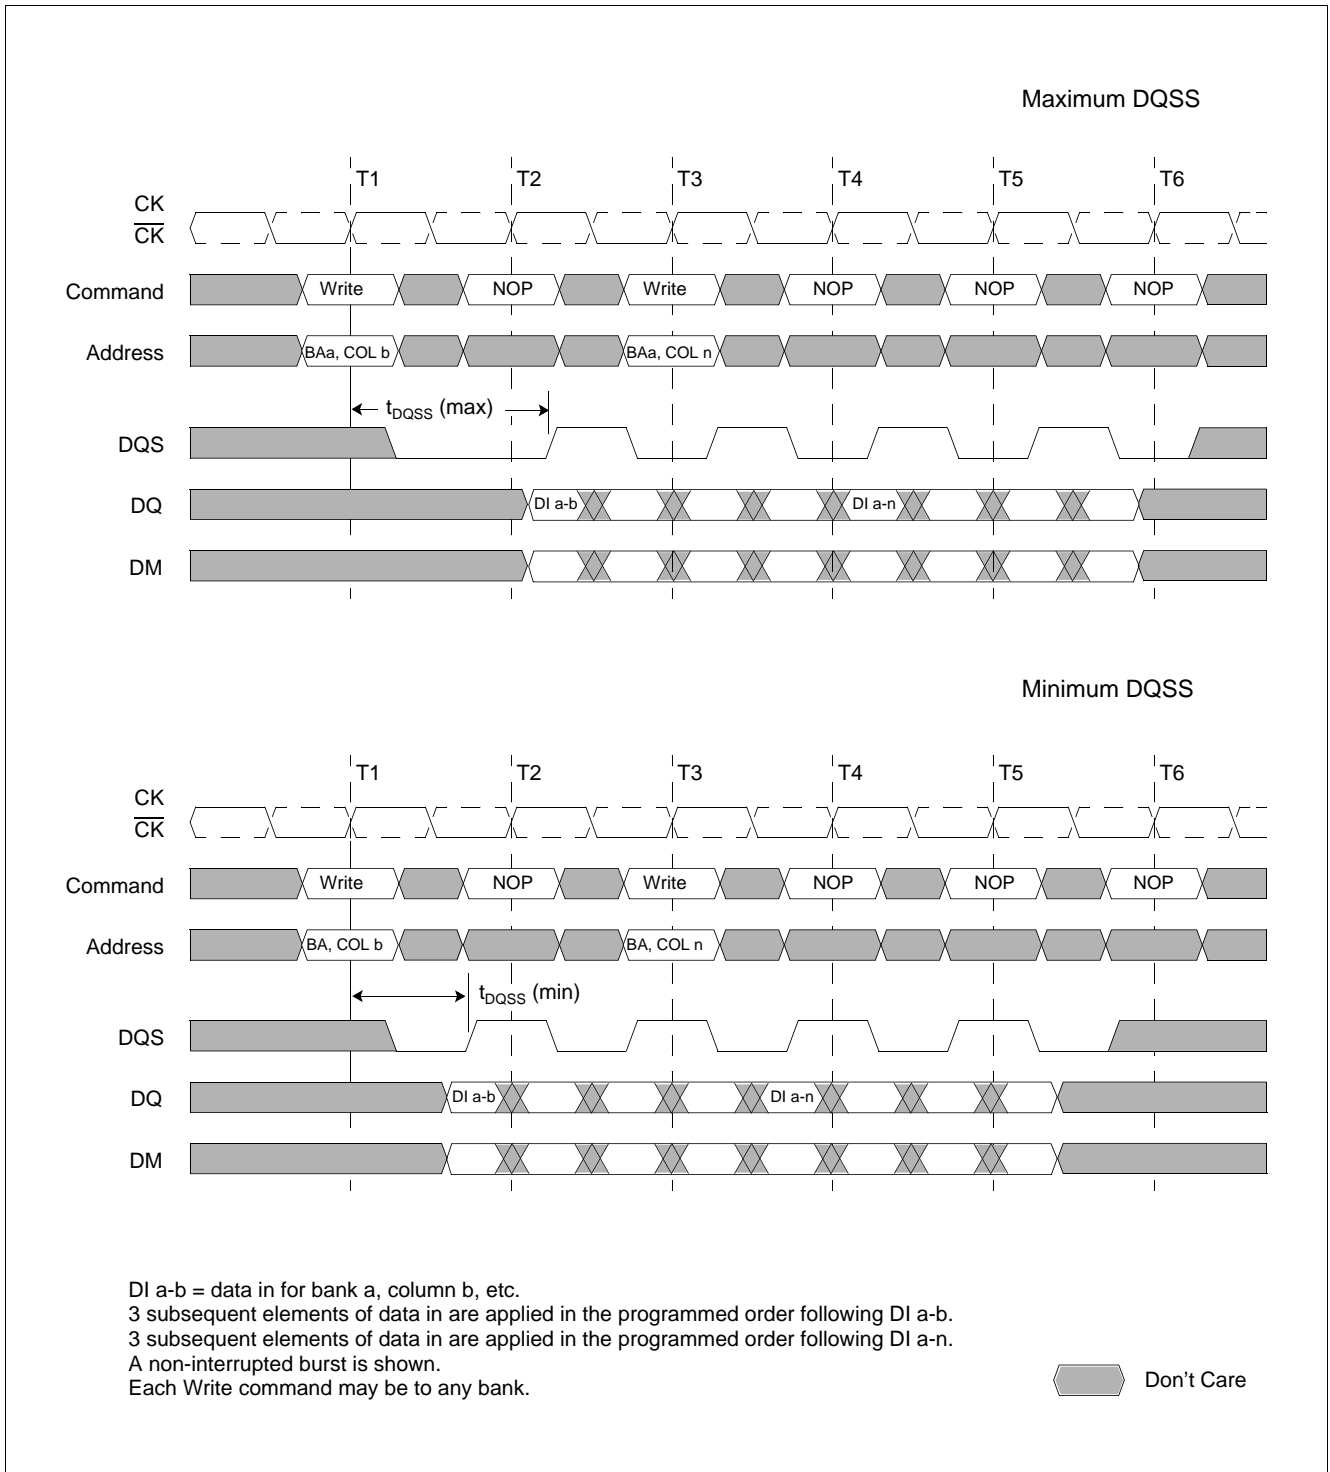 Maximum DQSS
T1 T2 T3 T4 T5 T6
CK
CK
Command Write NOP Write NOP NOP NOP
Address BAa, COL b BAa, COL n
tDQSS (max)
DQS
DQ DI a-b DI a-n
DM
Minimum DQSS
T1 T2 T3 T4 T5 T6
CK
CK
Command Write NOP Write NOP NOP NOP
Address BA, COL b BA, COL n
tDQSS (min)
DQS
DQ DI a-b DI a-n
DM
DI a-b = data in for bank a, column b, etc.
3 subsequent elements of data in are applied in the programmed order following DI a-b.
3 subsequent elements of data in are applied in the programmed order following DI a-n.
A non-interrupted burst is shown.
Each Write command may be to any bank.
Don't Care